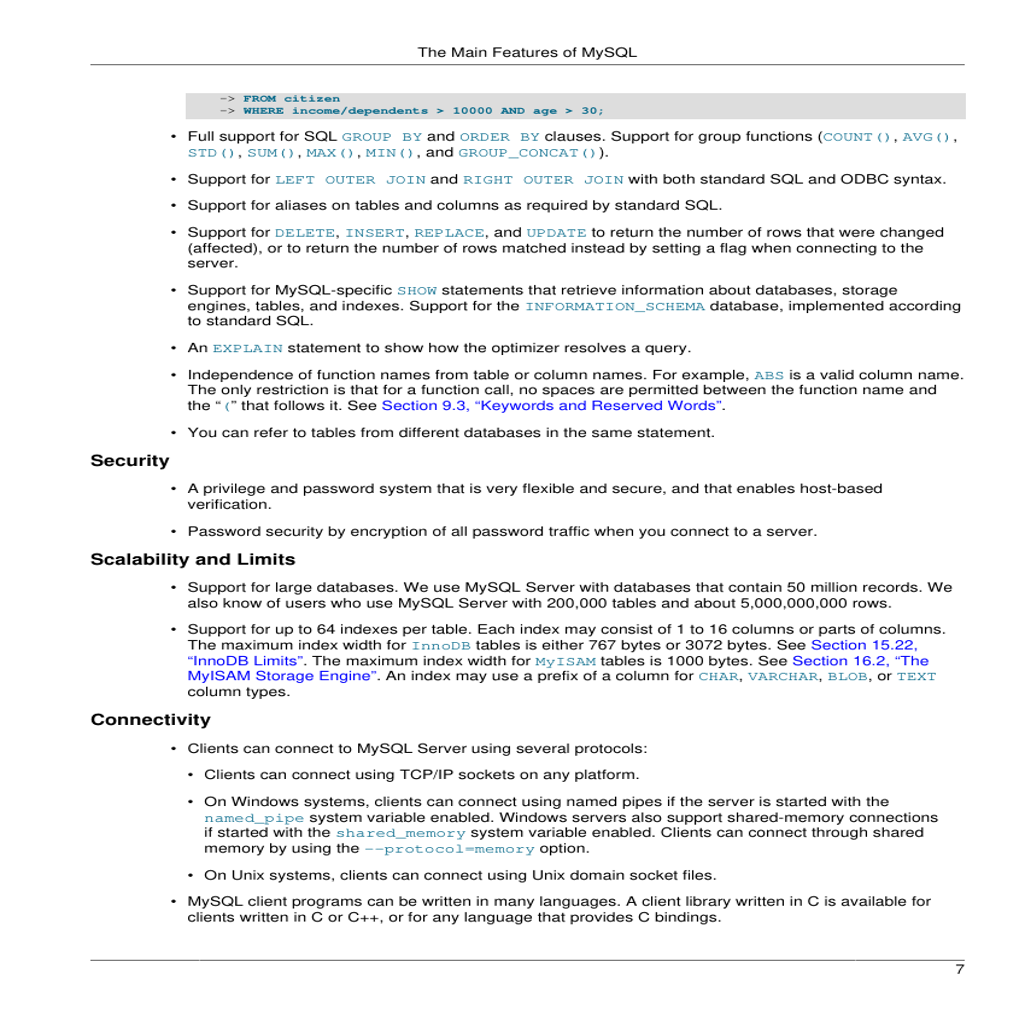 The Main Features of MySQL
-> FROM citizen
-> WHERE income/dependents > 10000 AND age > 30;
• Full support for SQL GROUP BY and ORDER BY clauses. Support for group functions (COUNT(), AVG(),
STD(), SUM(), MAX(), MIN(), and GROUP_CONCAT()).
• Support for LEFT OUTER JOIN and RIGHT OUTER JOIN with both standard SQL and ODBC syntax.
• Support for aliases on tables and columns as required by standard SQL.
• Support for DELETE, INSERT, REPLACE, and UPDATE to return the number of rows that were changed
(affected), or to return the number of rows matched instead by setting a flag when connecting to the
server.
• Support for MySQL-specific SHOW statements that retrieve information about databases, storage
engines, tables, and indexes. Support for the INFORMATION_SCHEMA database, implemented according
to standard SQL.
• An EXPLAIN statement to show how the optimizer resolves a query.
• Independence of function names from table or column names. For example, ABS is a valid column name.
The only restriction is that for a function call, no spaces are permitted between the function name and
the “(” that follows it. See Section 9.3, “Keywords and Reserved Words”.
• You can refer to tables from different databases in the same statement.
Security
• A privilege and password system that is very flexible and secure, and that enables host-based
verification.
• Password security by encryption of all password traffic when you connect to a server.
Scalability and Limits
• Support for large databases. We use MySQL Server with databases that contain 50 million records. We
also know of users who use MySQL Server with 200,000 tables and about 5,000,000,000 rows.
• Support for up to 64 indexes per table. Each index may consist of 1 to 16 columns or parts of columns.
The maximum index width for InnoDB tables is either 767 bytes or 3072 bytes. See Section 15.22,
“InnoDB Limits”. The maximum index width for MyISAM tables is 1000 bytes. See Section 16.2, “The
MyISAM Storage Engine”. An index may use a prefix of a column for CHAR, VARCHAR, BLOB, or TEXT
column types.
Connectivity
• Clients can connect to MySQL Server using several protocols:
• Clients can connect using TCP/IP sockets on any platform.
• On Windows systems, clients can connect using named pipes if the server is started with the
named_pipe system variable enabled. Windows servers also support shared-memory connections
if started with the shared_memory system variable enabled. Clients can connect through shared
memory by using the --protocol=memory option.
• On Unix systems, clients can connect using Unix domain socket files.
• MySQL client programs can be written in many languages. A client library written in C is available for
clients written in C or C++, or for any language that provides C bindings.
7